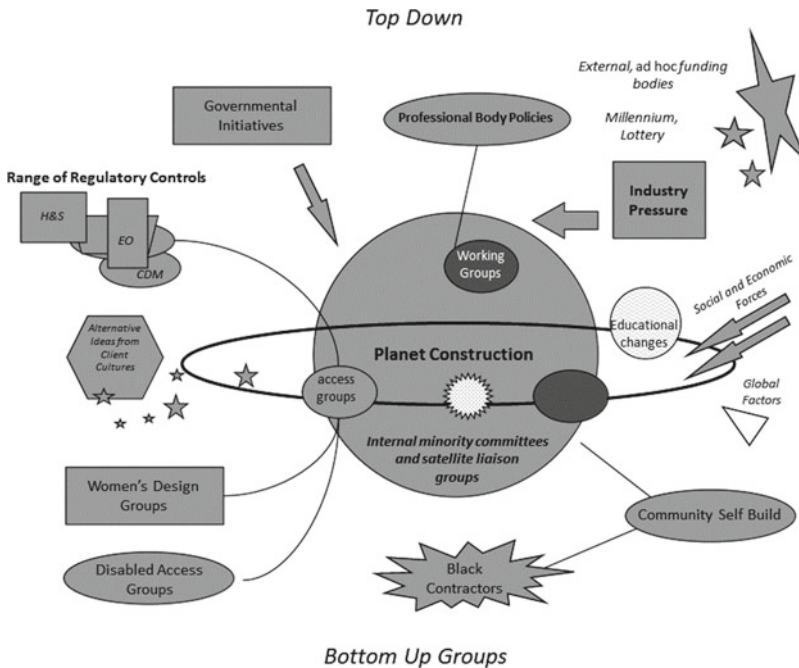 Top Down
External, ad hoc funding
bodies
Millennium,
Lottery
Governmental
Initiatives
Professional Body Policies
Industry
Pressure
Range of Regulatory Controls
H&S
EO
CDM
Working
Groups
Social and Economic
Forces
Educational
changes
Alternative
Ideas from
Client
Cultures
Planet Construction
access
groups
Global
Factors
Internal minority committees
and satellite liaison
groups
Women's Design
Groups
Community Self Build
Disabled Access
Groups
Black
Contractors
Bottom Up Groups